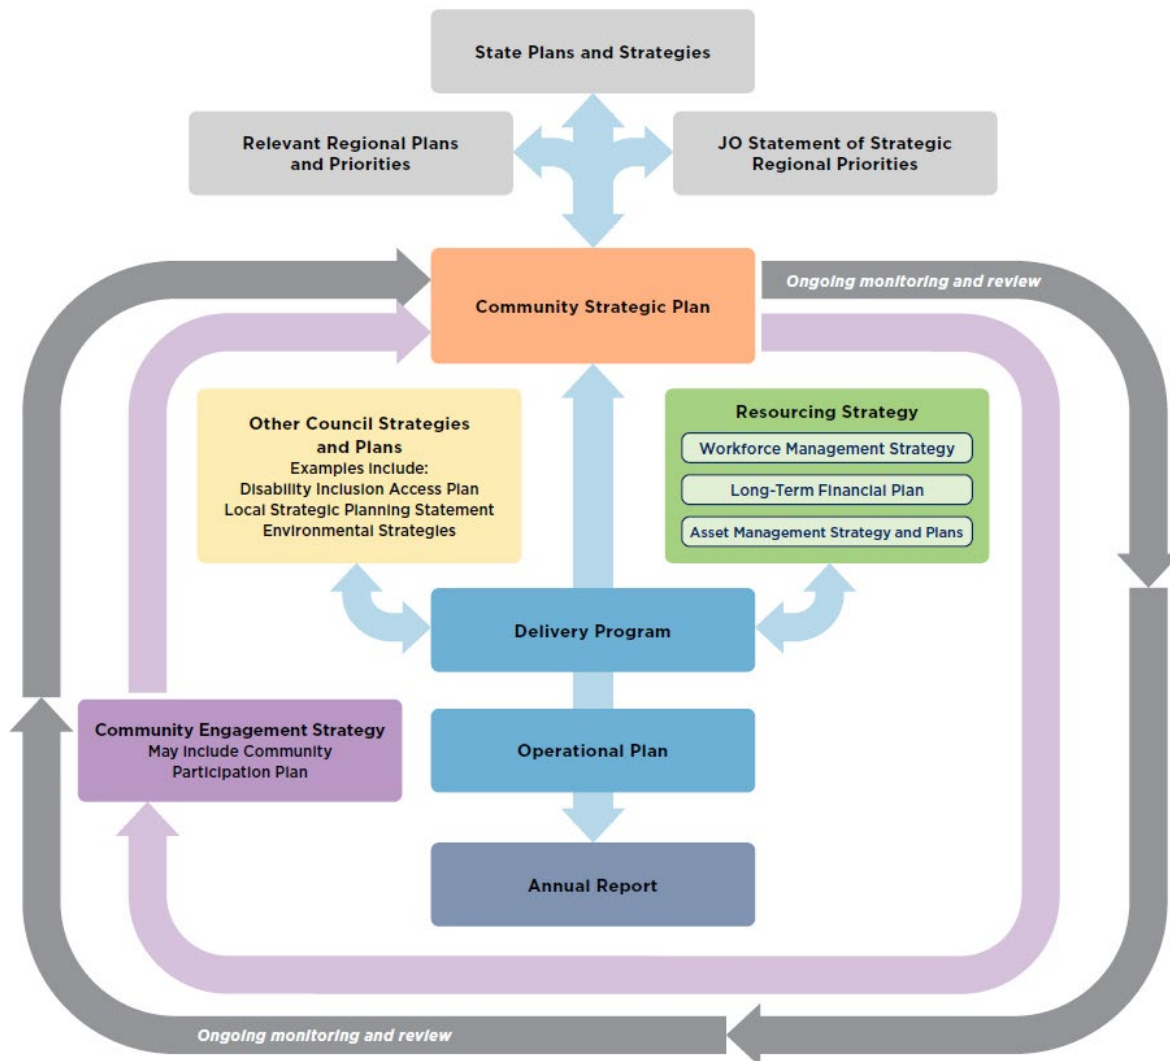 State Plans and Strategies
Relevant Regional Plans
and Priorities
JO Statement of Strategic
Regional Priorities
Community Strategic Plan
Ongoing monitoring and review
Other Council Strategies
and Plans
Examples include:
Disability Inclusion Access Plan
Local Strategic Planning Statement
Environmental Strategies
Resourcing Strategy
Workforce Management Strategy
Long-Term Financial Plan
Asset Management Strategy and Plans
Delivery Program
Community Engagement Strategy
May include Community
Participation Plan
Operational Plan
Annual Report
Ongoing monitoring and review